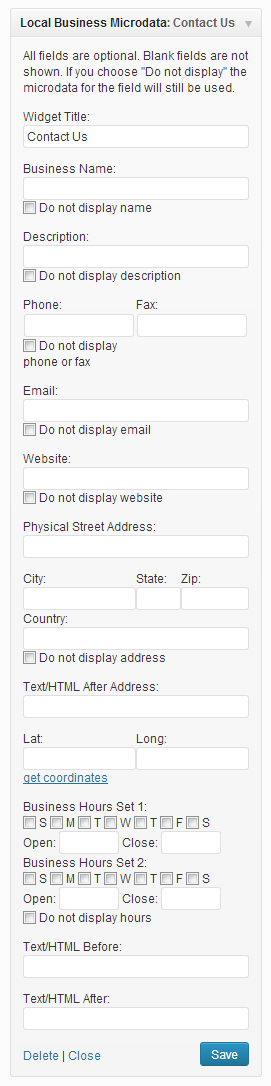 Local Business Microdata: Contact Us
All fields are optional. Blank fields are not
shown. If you choose "Do not display" the
microdata for the field will still be used.
Widget Title:
Contact Us
Business Name:
Do not display name
Description:
Do not display description
Phone: Fax:
Do not display
phone or fax
Email:
Do not display email
Website:
Do not display website
Physical Street Address:
City: State: Zip:
Country:
Do not display address
Text/HTML After Address:
Lat: Long:
get coordinates
Business Hours Set 1:
S M T W T F S
Open: Close:
Business Hours Set 2:
S M T W T F S
Open: Close:
Do not display hours
Text/HTML Before:
Text/HTML After:
Delete | Close Save